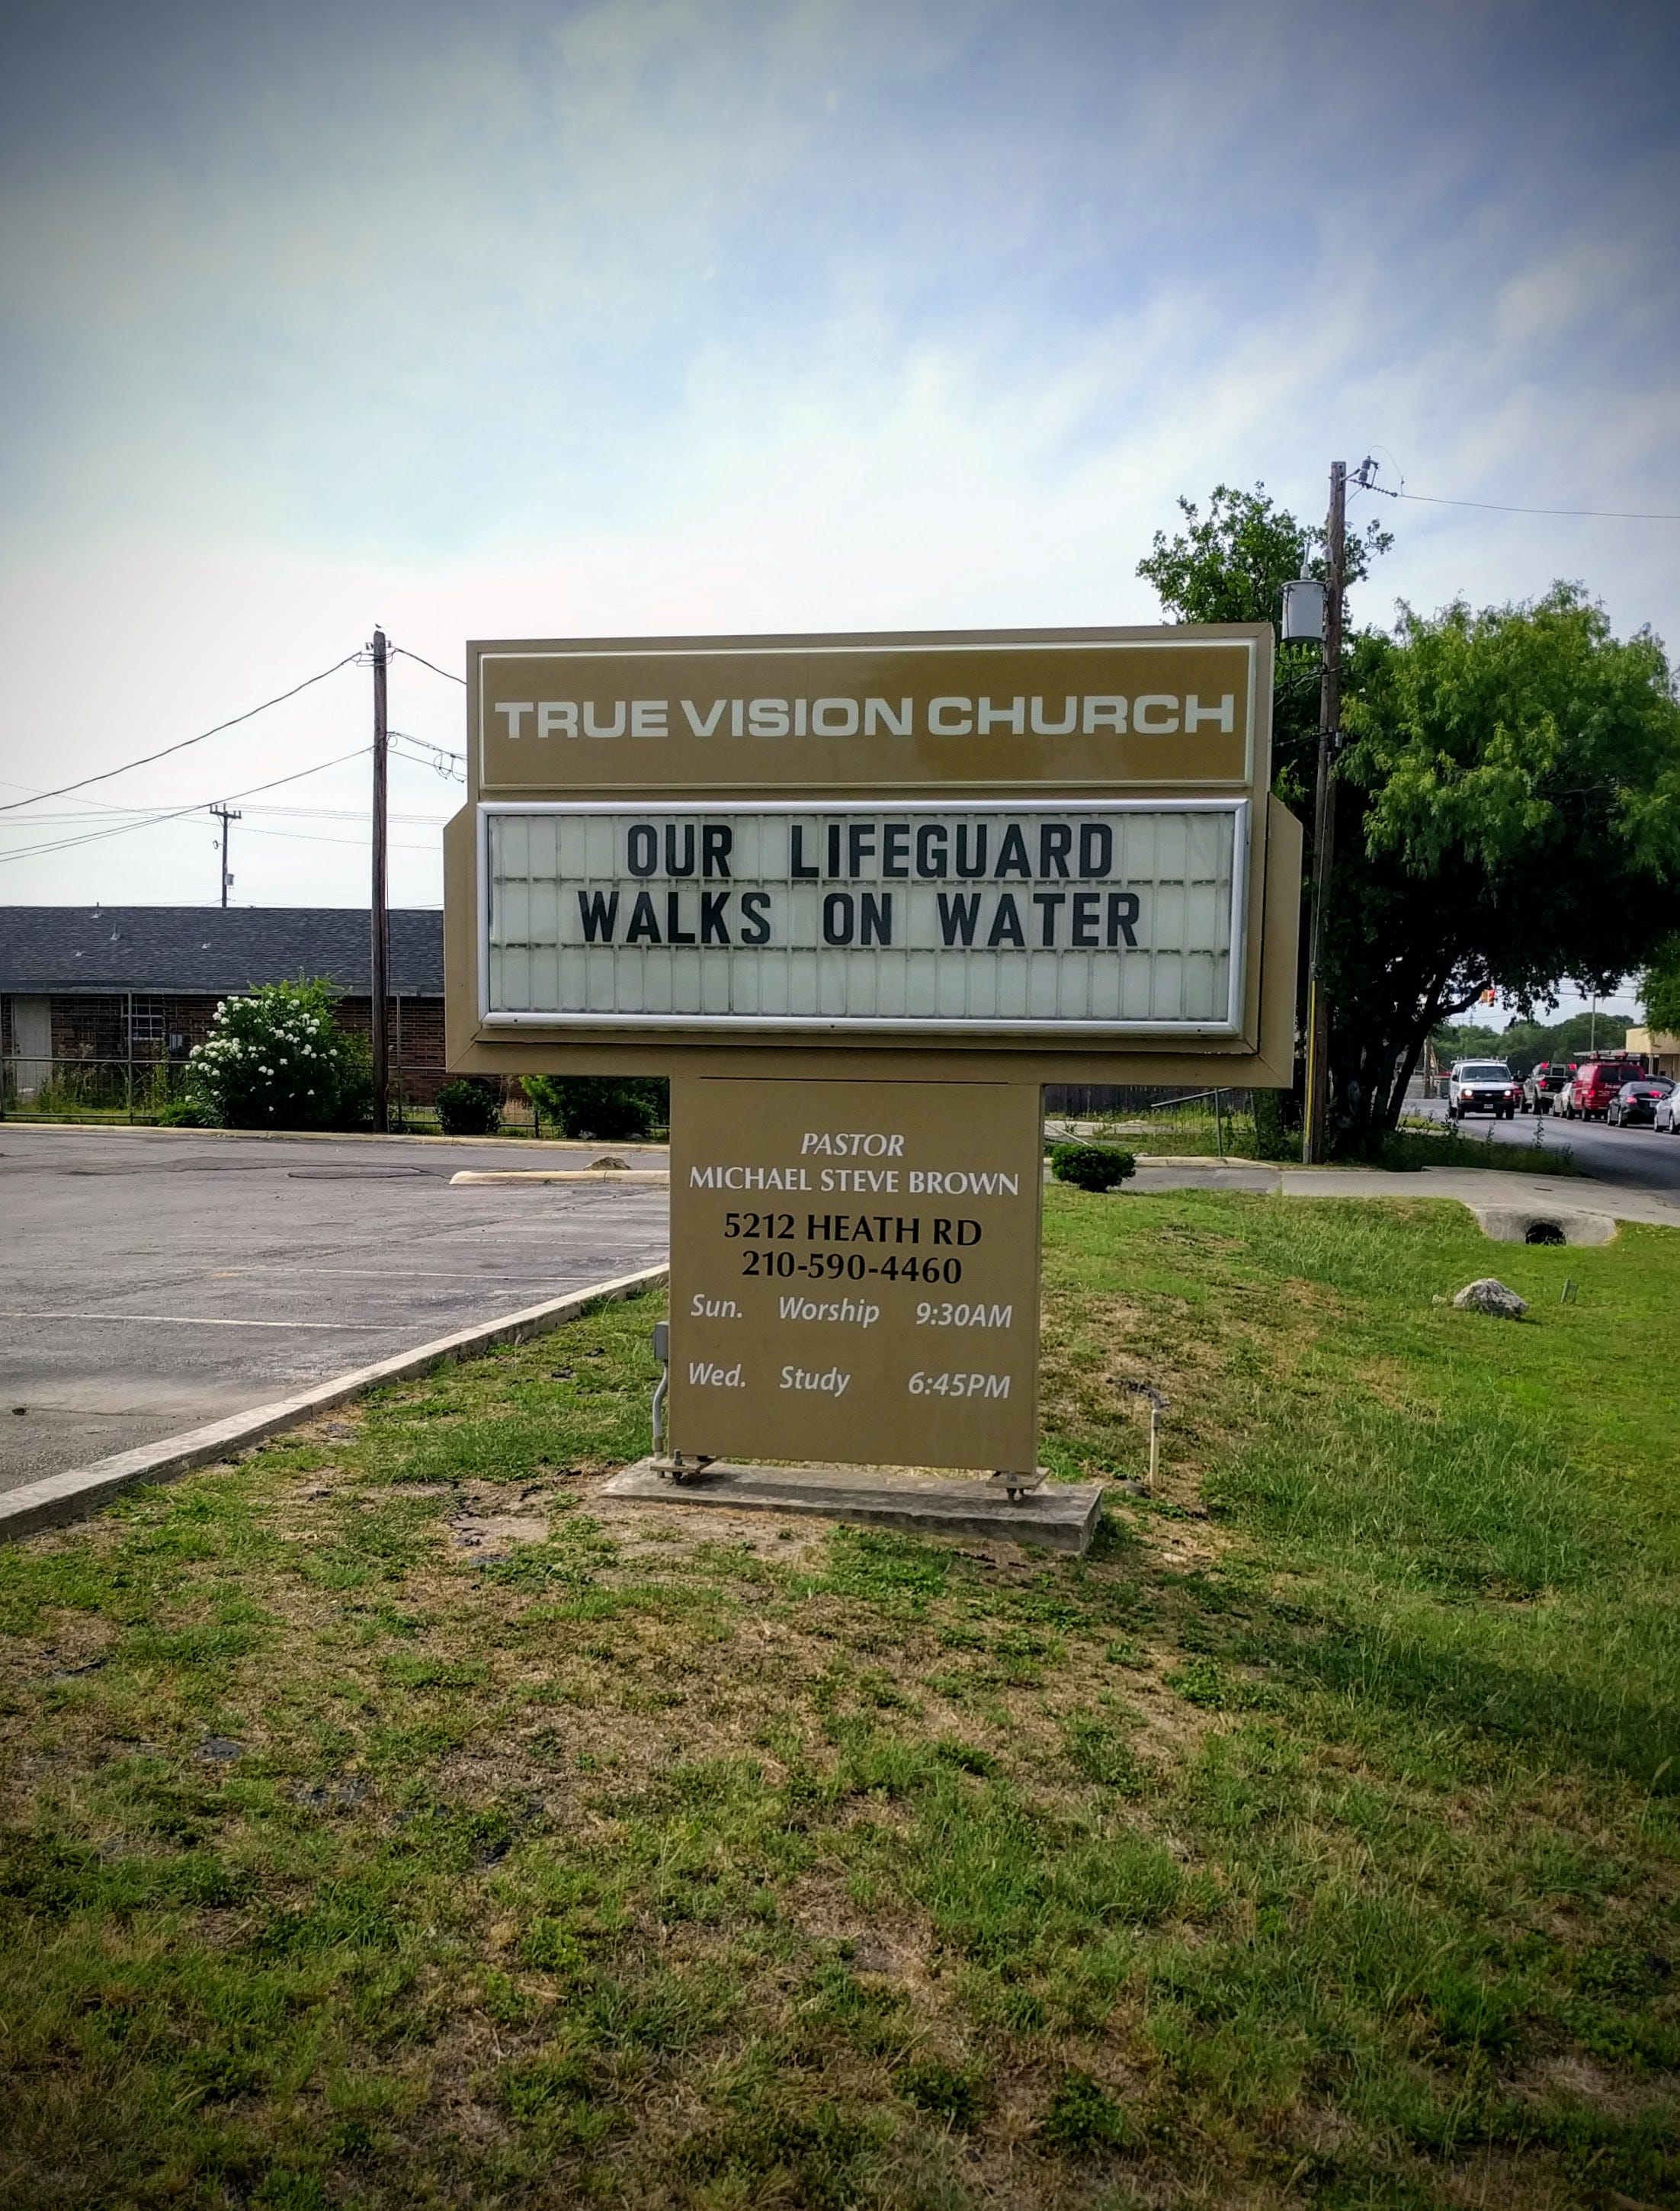 TRUE VISION CHURCH
OUR LIFEGUARD
WALKS ON WATER
PASTOR
MICHAEL STEVE BROWN
5212 HEATH RD
210-590-4460
Sun. Worship 9:30AM
Wed. Study 6:45PM